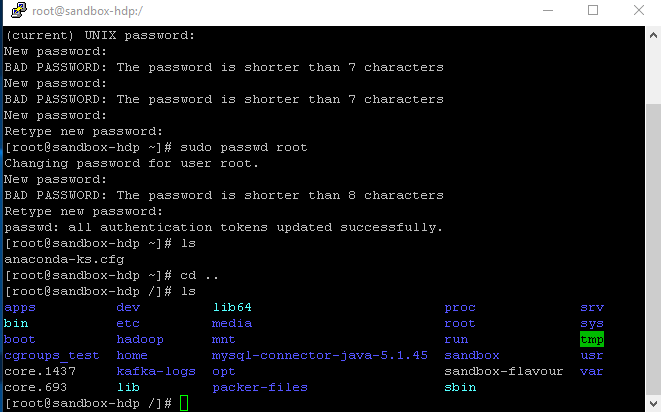 root@sandbox-hdp:/
(current) UNIX password:
New password:
BAD PASSWORD: The password is shorter than 7 characters
New password:
BAD PASSWORD: The password is shorter than 7 characters
New password:
Retype new password:
[root@sandbox-hdp ~]# sudo passwd root
Changing password for user root.
New password:
BAD PASSWORD: The password is shorter than 8 characters
Retype new password:
passwd: all authentication tokens updated successfully.
[root@sandbox-hdp ~]# ls
anaconda-ks.cfg
[root@sandbox-hdp ~]# cd ..
[root@sandbox-hdp /]# ls
apps dev lib64 proc srv
bin etc media root sys
boot hadoop mnt run tmp
cgroups_test home mysql-connector-java-5.1.45 sandbox usr
core.1437 kafka-logs opt sandbox-flavour var
core.693 lib packer-files sbin
[root@sandbox-hdp /]#